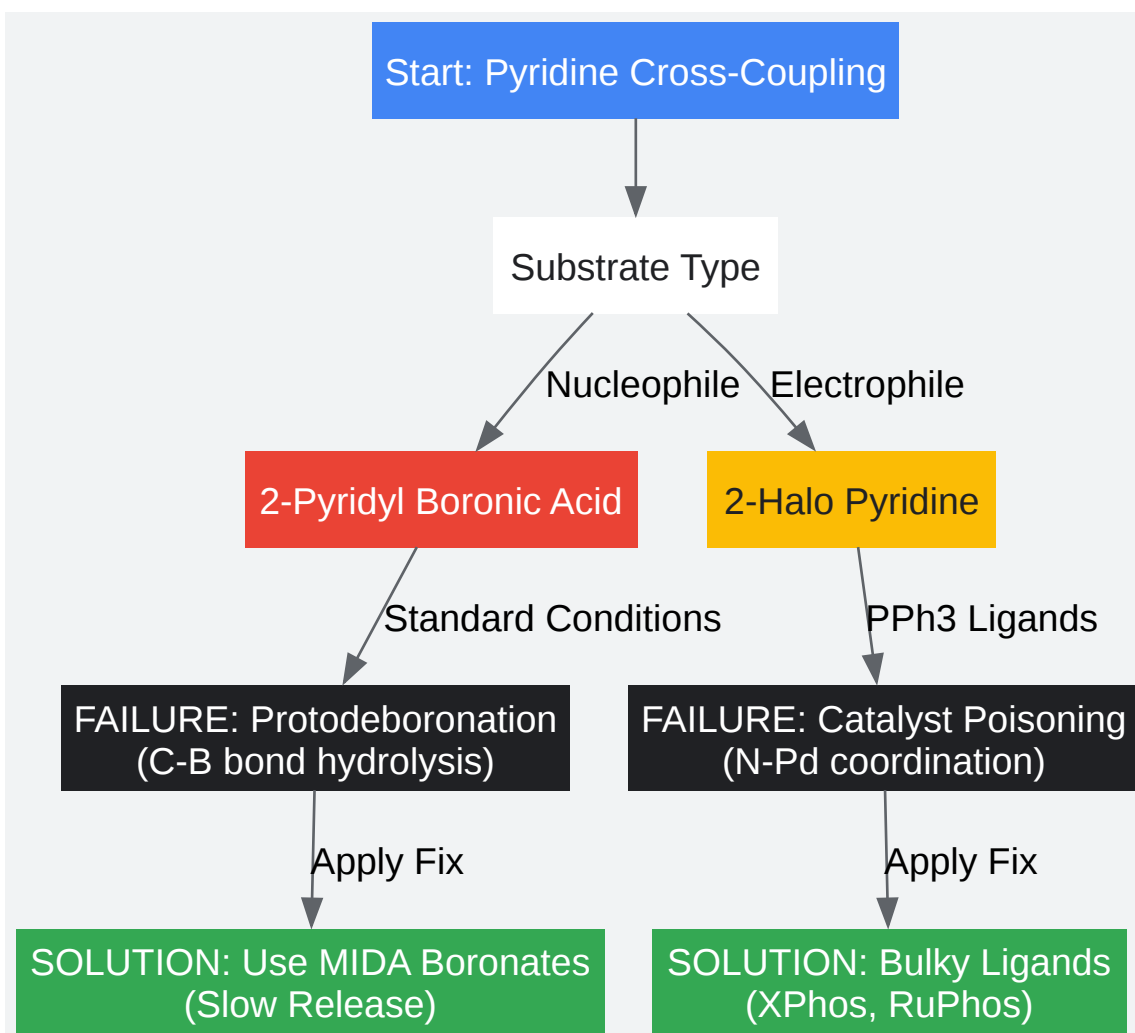 Start: Pyridine Cross-Coupling
Substrate Type
Nucleophile
Electrophile
2-Pyridyl Boronic Acid
2-Halo Pyridine
Standard Conditions
PPh3 Ligands
FAILURE: Protodeboronation
(C-B bond hydrolysis)
FAILURE: Catalyst Poisoning
(N-Pd coordination)
Apply Fix
Apply Fix
SOLUTION: Use MIDA Boronates
(Slow Release)
SOLUTION: Bulky Ligands
(XPhos, RuPhos)